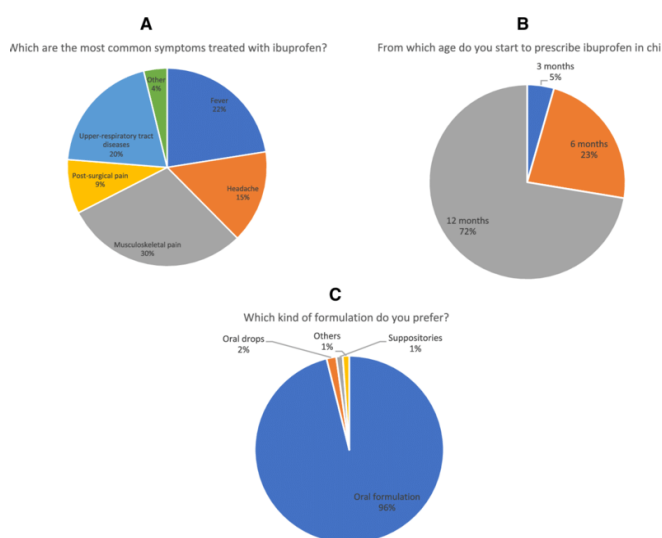 A
Which are the most common symptoms treated with ibuprofen?
Other
4%
Fever
22%
Upper-respiratory tract
diseases
20%
Post-surgical pain
9%
Headache
15%
Musculoskeletal pain
30%
B
From which age do you start to prescribe ibuprofen in chi
3 months
5%
6 months
23%
12 months
72%
C
Which kind of formulation do you prefer?
Oral drops
2%
Others
1%
Suppositories
1%
Oral formulation
96%